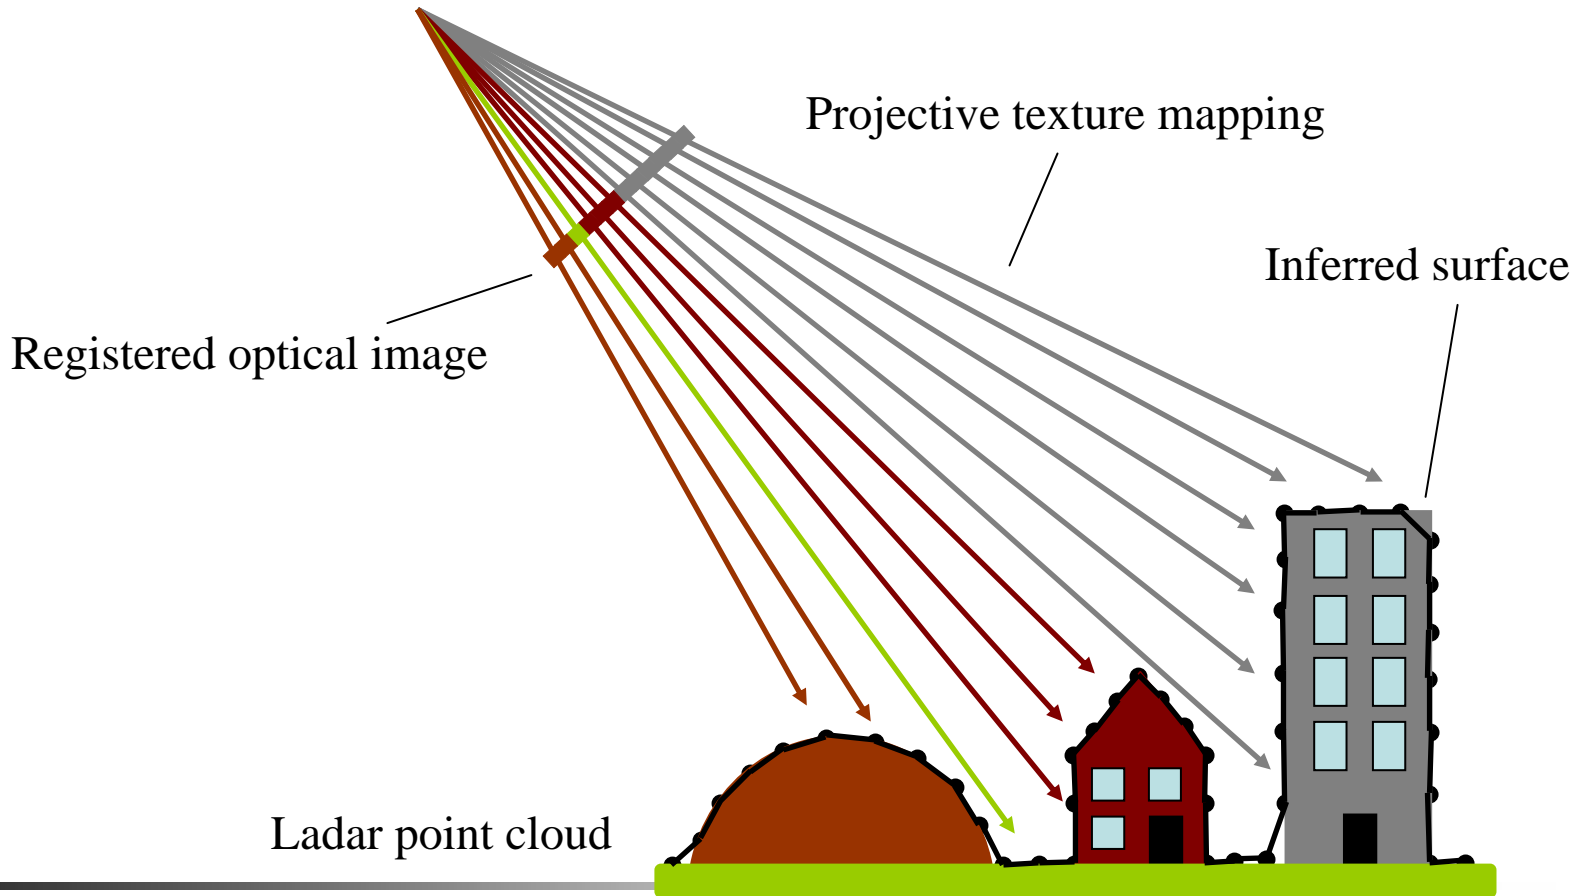 Projective texture mapping
Inferred surface
Registered optical image
Ladar point cloud